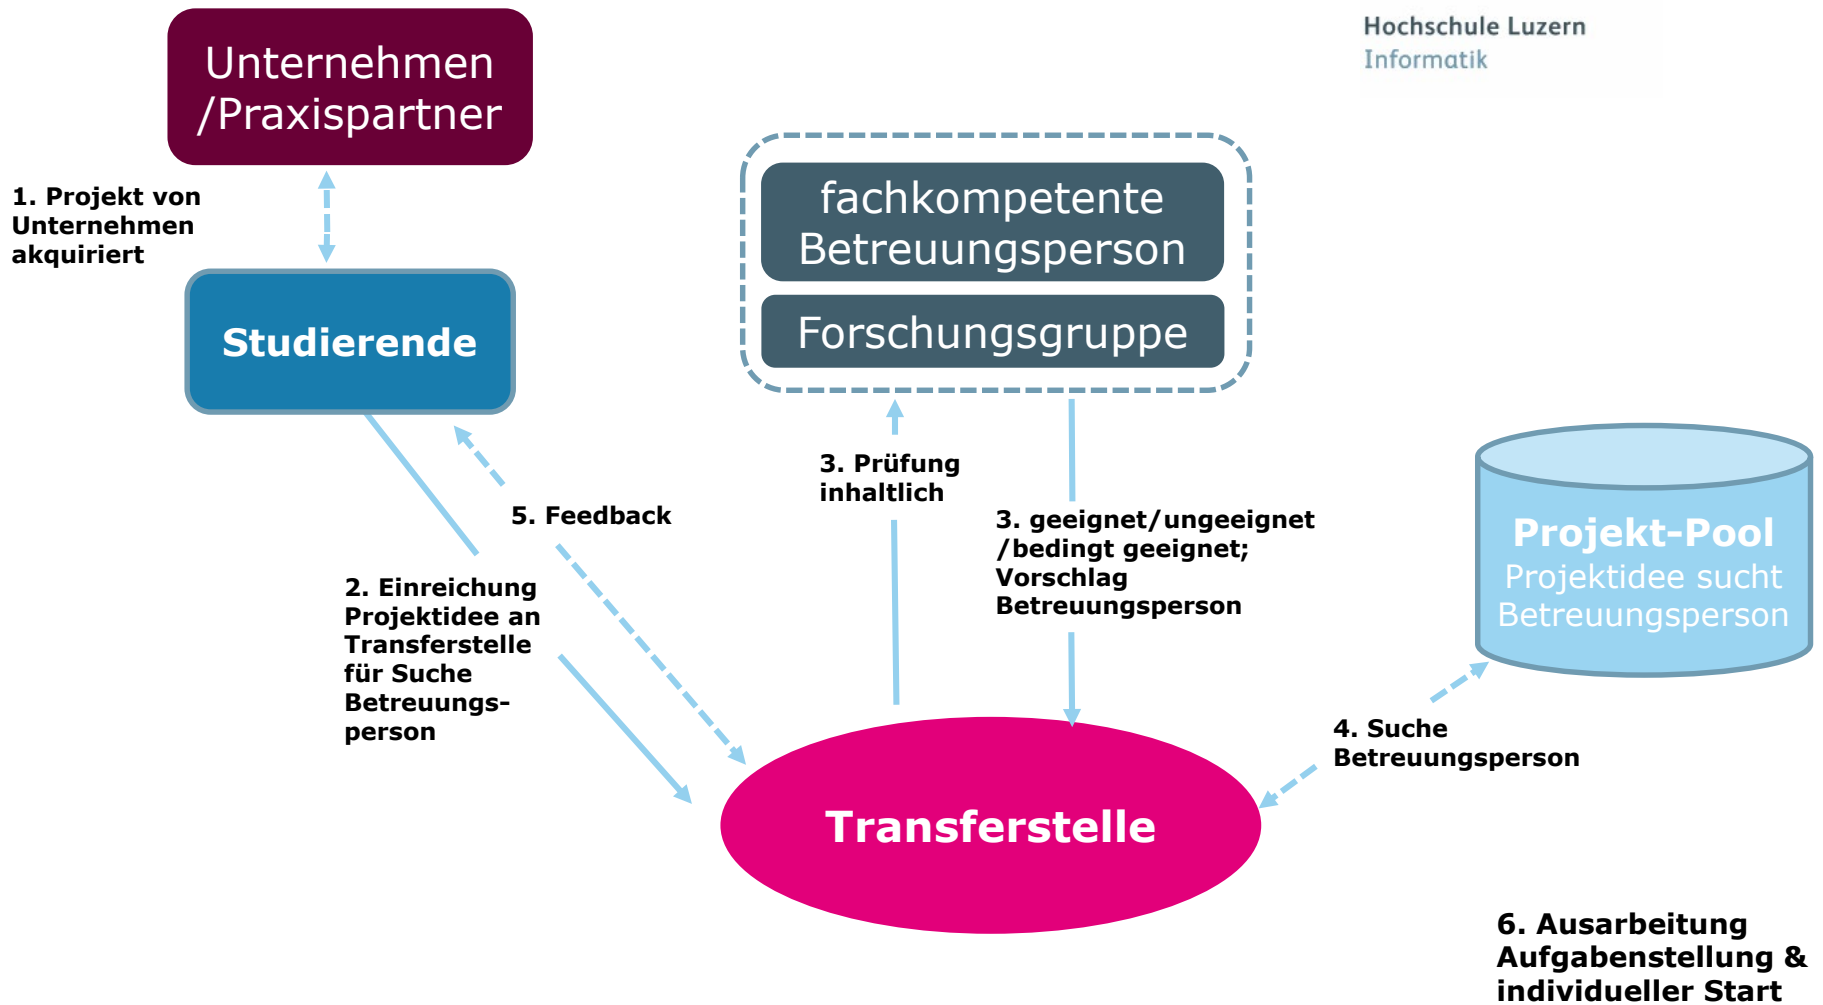 Hochschule Luzern
Informatik
Unternehmen
/Praxispartner
1. Projekt von
Unternehmen
akquiriert
Studierende
fachkompetente
Betreuungsperson
Forschungsgruppe
3. Prüfung
inhaltlich
3. geeignet/ungeeignet
/bedingt geeignet;
Vorschlag
Betreuungsperson
5. Feedback
2. Einreichung
Projektidee an
Transferstelle
für Suche
Betreuungs-
person
Projekt-Pool
Projektidee sucht
Betreuungsperson
4. Suche
Betreuungsperson
Transferstelle
6. Ausarbeitung
Aufgabenstellung &
individueller Start